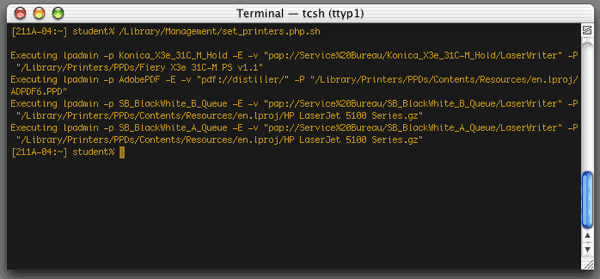 Terminal — tcsh (ttyp1)
[211A-04:~] student% /Library/Management/set_printers.php.sh
Executing lpadmin -p Konica_X3e_31C-M_Hold -E -v "pap://Service%20Bureau/Konica_X3e_31C-M_Hold/LaserWriter" -P
"/Library/Printers/PPDs/Fiery X3e 31C-M PS v1.1"
Executing lpadmin -p AdobePDF -E -v "pdf://distiller/" -P "/Library/Printers/PPDs/Contents/Resources/en.lproj/
ADPDF6.PPD"
Executing lpadmin -p SB_BlackWhite_B_Queue -E -v "pap://Service%20Bureau/SB_BlackWhite_B_Queue/LaserWriter" -P
"/Library/Printers/PPDs/Contents/Resources/en.lproj/HP LaserJet 5100 Series.gz"
Executing lpadmin -p SB_BlackWhite_A_Queue -E -v "pap://Service%20Bureau/SB_BlackWhite_A_Queue/LaserWriter" -P
"/Library/Printers/PPDs/Contents/Resources/en.lproj/HP LaserJet 5100 Series.gz"
[211A-04:~] student%